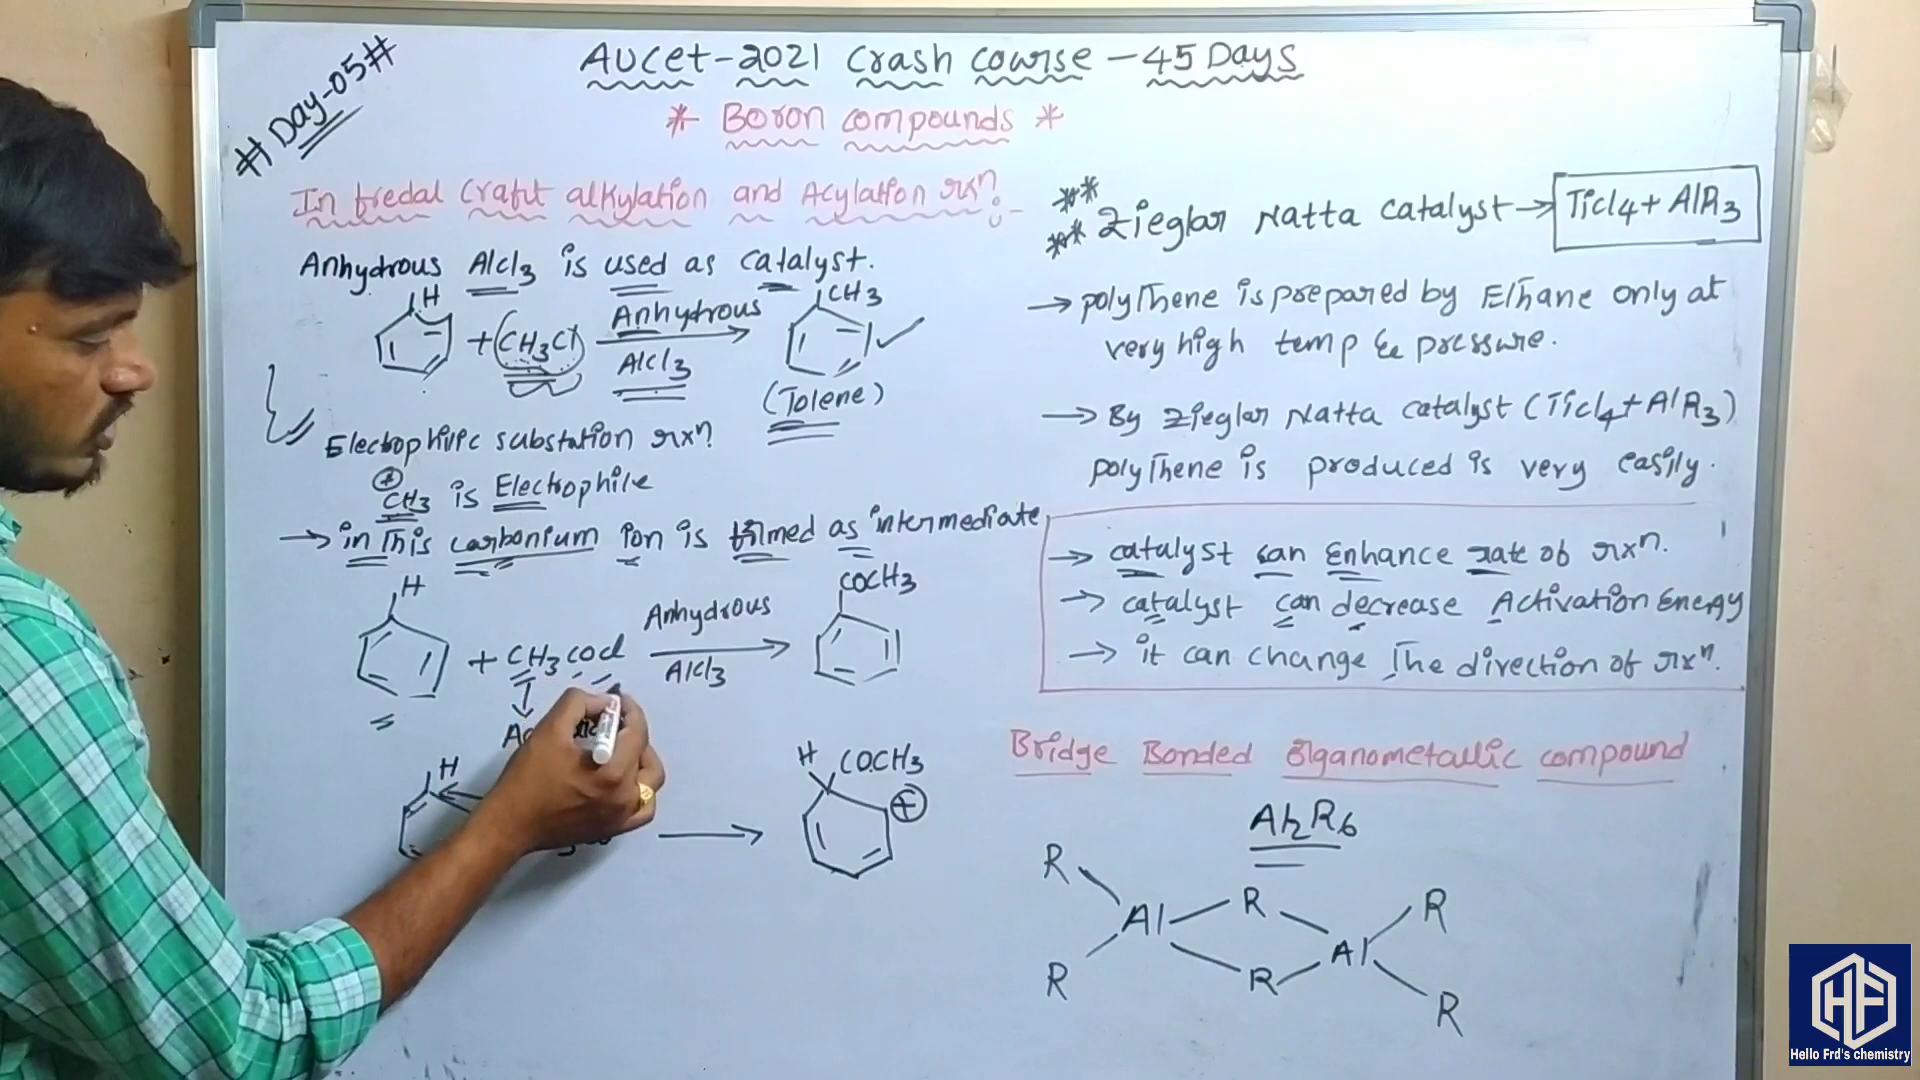 # Day-05 #
AUCET-2021 Crash Course - 45 Days
* Boron compounds *
In fredal Craft alkylation and Acylation rxn:-
Anhydrous AlCl3 is used as catalyst.
H
+ CH3Cl
Anhydrous
AlCl3
CH3
(Tolene)
Electrophilic substation rxn
CH3 is Electrophile
→ in this carbonium ion is formed as intermediate
H
+ CH3COCl
Anhydrous
AlCl3
COCH3
H
H COCH3
+
** ** Zieglar Natta catalyst → TiCl4 + AlR3
→ polythene is prepared by Ethane only at
very high temp & pressure.
→ By Zieglar Natta catalyst (TiCl4 + AlR3)
polythene is produced is very easily.
→ catalyst can Enhance rate of rxn.
→ catalyst can decrease Activation Energy
→ it can change The direction of rxn.
Bridge Bonded Organometallic compound
Al2R6
R R R
Al Al
R R R
HF
Hello Frd's chemistry